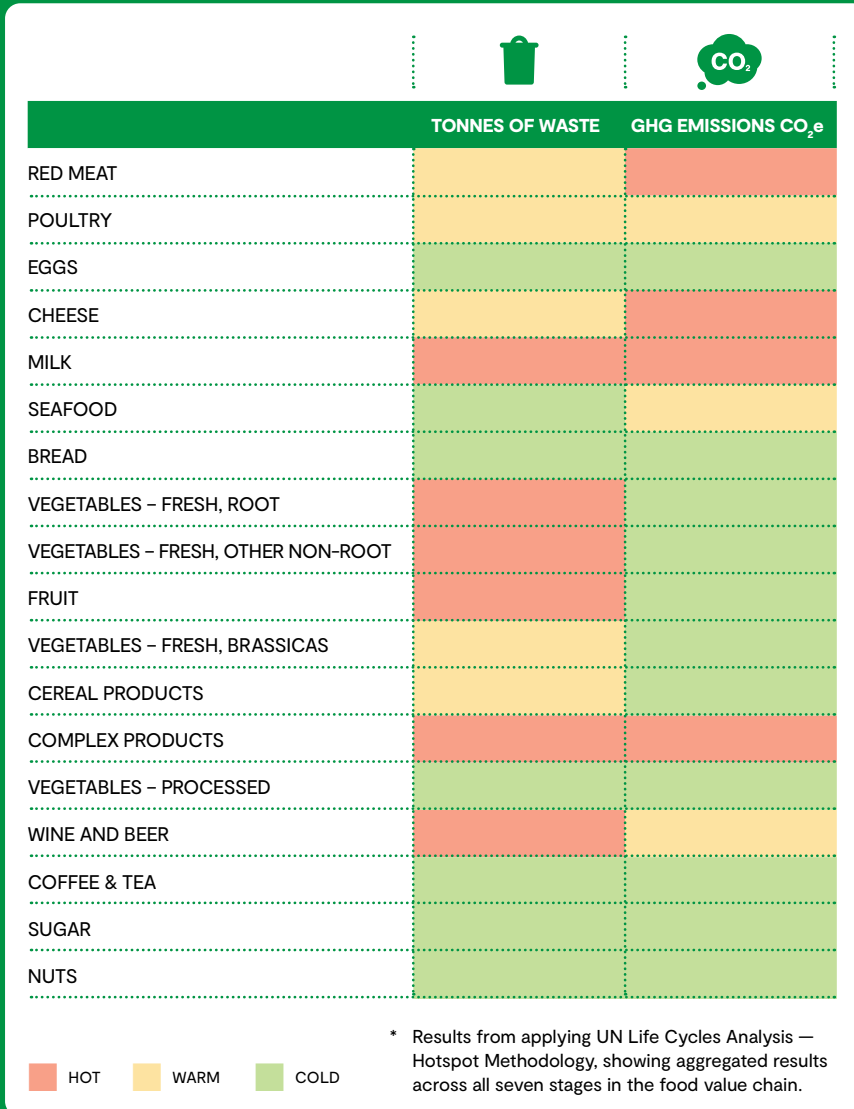 CO2
TONNES OF WASTE GHG EMISSIONS CO2e
RED MEAT
POULTRY
EGGS
CHEESE
MILK
SEAFOOD
BREAD
VEGETABLES – FRESH, ROOT
VEGETABLES – FRESH, OTHER NON-ROOT
FRUIT
VEGETABLES – FRESH, BRASSICAS
CEREAL PRODUCTS
COMPLEX PRODUCTS
VEGETABLES – PROCESSED
WINE AND BEER
COFFEE & TEA
SUGAR
NUTS
* Results from applying UN Life Cycles Analysis —
Hotspot Methodology, showing aggregated results
across all seven stages in the food value chain.
HOT WARM COLD